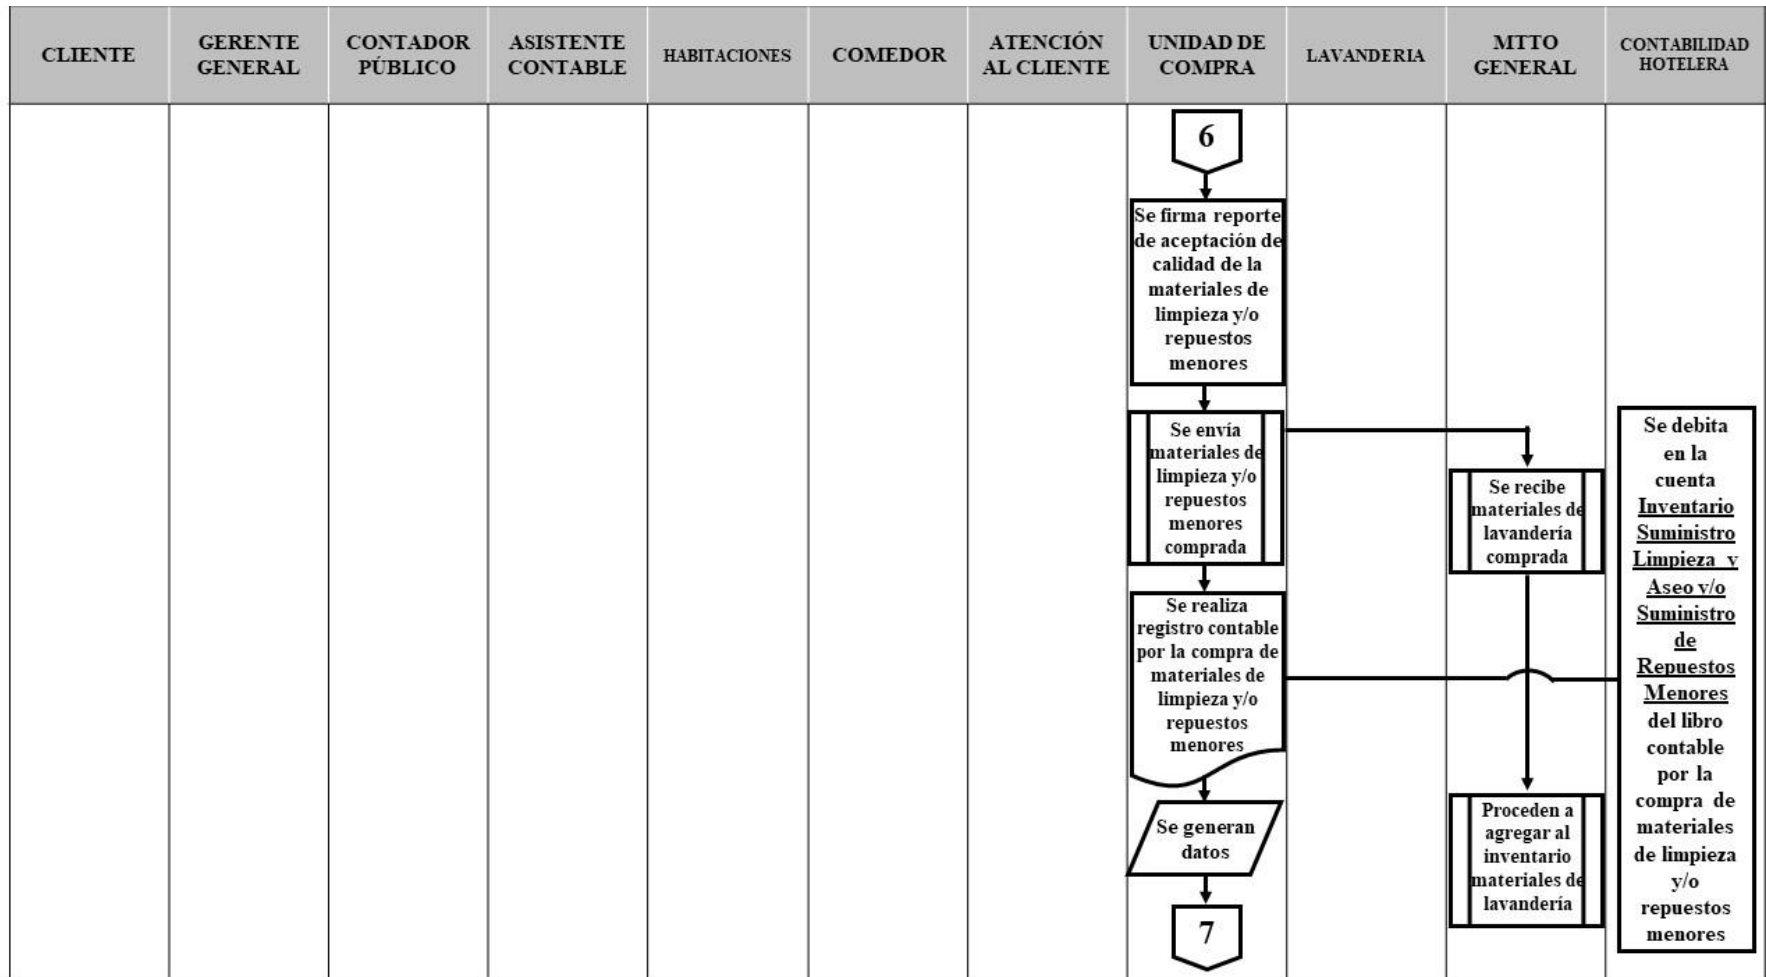 CLIENTE
GERENTE
GENERAL
CONTADOR
PÚBLICO
ASISTENTE
CONTABLE
HABITACIONES
COMEDOR
ATENCIÓN
AL CLIENTE
UNIDAD DE
COMPRA
LAVANDERIA
MTTO
GENERAL
CONTABILIDAD
HOTELERA
6
Se firma reporte
de aceptación de
calidad de la
materiales de
limpieza y/o
repuestos
menores
Se envía
materiales de
limpieza y/o
repuestos
menores
comprada
Se realiza
registro contable
por la compra de
materiales de
limpieza y/o
repuestos
menores
Se generan
datos
7
Se recibe
materiales de
lavandería
comprada
Proceden a
agregar al
inventario
materiales de
lavandería
Se debita
en la
cuenta
Inventario
Suministro
Limpieza y
Aseo y/o
Suministro
de
Repuestos
Menores
del libro
contable
por la
compra de
materiales
de limpieza
y/o
repuestos
menores